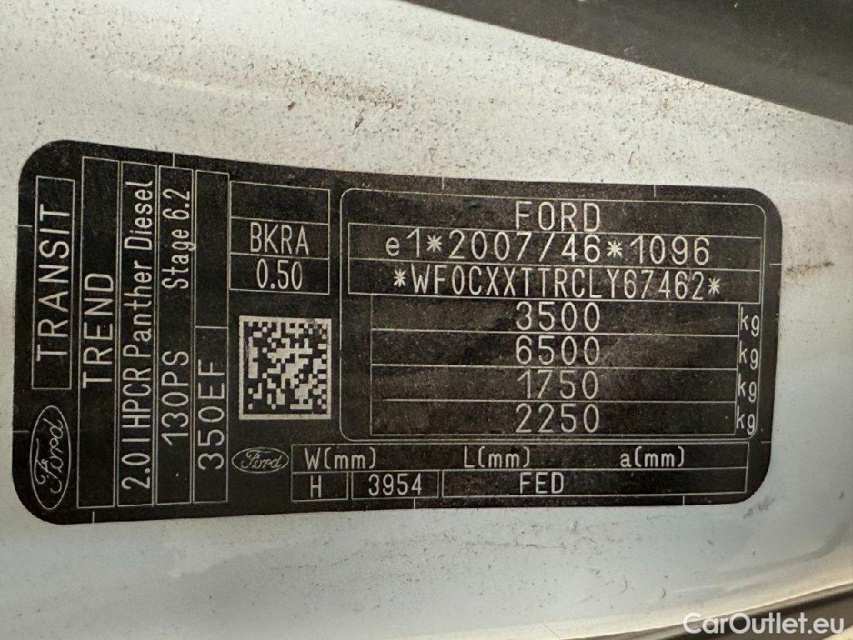 TRANSIT
TREND
2.0 l HPCR Panther Diesel
130PS Stage 6.2
350EF
Ford
BKRA
0.50
Ford
FORD
e1*2007/46*1096
*WF0CXXTTRCLY67462*
3500 kg
6500 kg
1750 kg
2250 kg
W(mm) L(mm) a(mm)
H 3954 FED
CarOutlet.eu